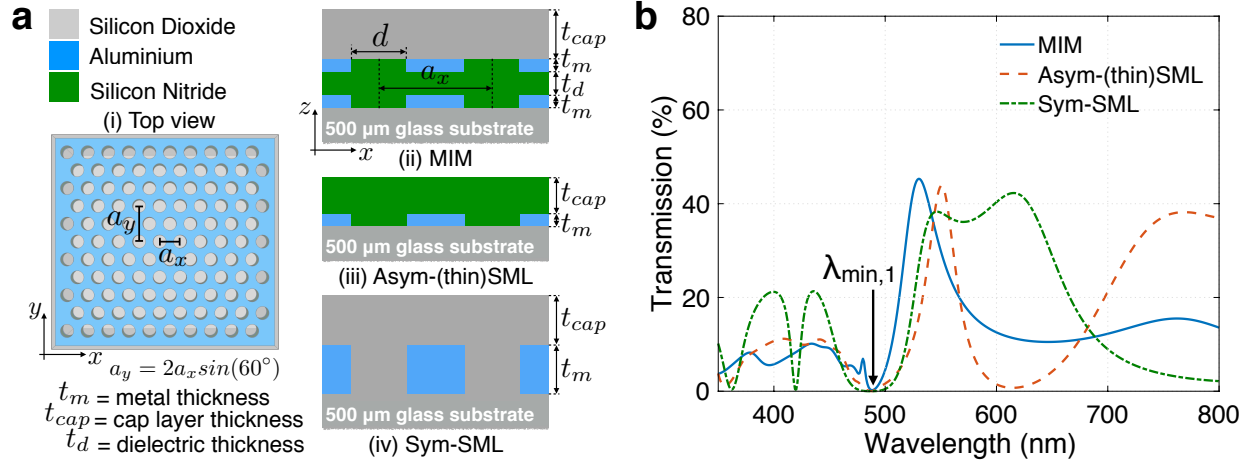 a
Silicon Dioxide
Aluminium
Silicon Nitride
(i) Top view
a_y
a_x
y
x
a_y = 2a_x sin(60°)
t_m = metal thickness
t_cap = cap layer thickness
t_d = dielectric thickness
d
a_x
t_cap
t_m
t_d
t_m
z
x
500 µm glass substrate
(ii) MIM
t_cap
t_m
500 µm glass substrate
(iii) Asym-(thin)SML
t_cap
t_m
500 µm glass substrate
(iv) Sym-SML
b
Transmission (%)
80
60
40
20
0
MIM
Asym-(thin)SML
Sym-SML
λmin,1
400 500 600 700 800
Wavelength (nm)